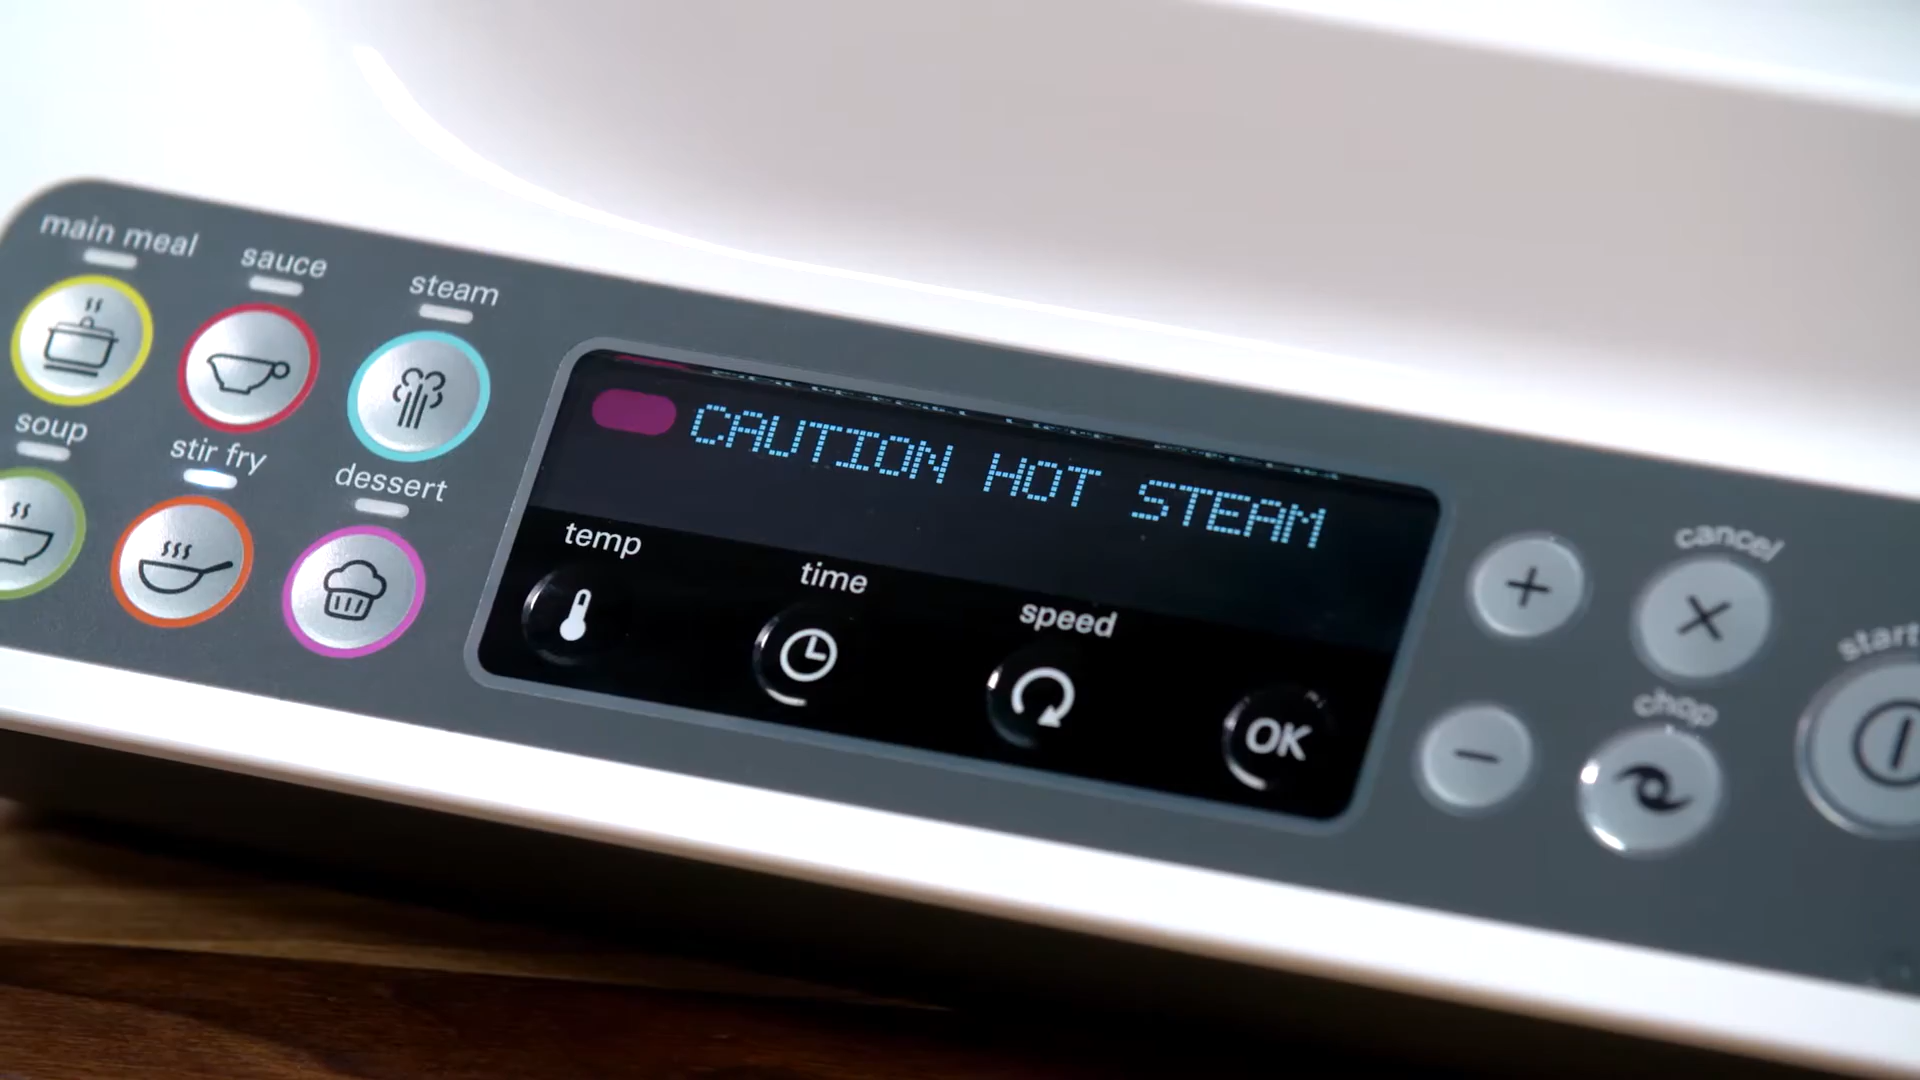 main meal
sauce
steam
soup
stir fry
dessert
CAUTION HOT STEAM
temp
time
speed
OK
cancel
chop
start